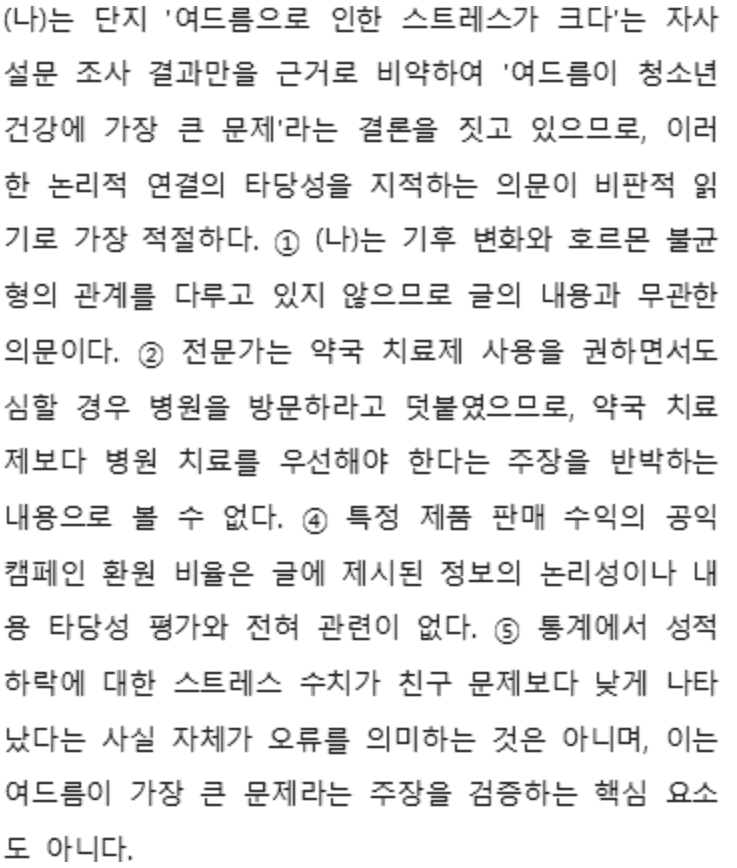 (나)는 단지 '여드름으로 인한 스트레스가 크다'는 자사
설문 조사 결과만을 근거로 비약하여 '여드름이 청소년
건강에 가장 큰 문제'라는 결론을 짓고 있으므로, 이러
한 논리적 연결의 타당성을 지적하는 의문이 비판적 읽
기로 가장 적절하다. ① (나)는 기후 변화와 호르몬 불균
형의 관계를 다루고 있지 않으므로 글의 내용과 무관한
의문이다. ② 전문가는 약국 치료제 사용을 권하면서도
심할 경우 병원을 방문하라고 덧붙였으므로, 약국 치료
제보다 병원 치료를 우선해야 한다는 주장을 반박하는
내용으로 볼 수 없다. ④ 특정 제품 판매 수익의 공익
캠페인 환원 비율은 글에 제시된 정보의 논리성이나 내
용 타당성 평가와 전혀 관련이 없다. ⑤ 통계에서 성적
하락에 대한 스트레스 수치가 친구 문제보다 낮게 나타
났다는 사실 자체가 오류를 의미하는 것은 아니며, 이는
여드름이 가장 큰 문제라는 주장을 검증하는 핵심 요소
도 아니다.